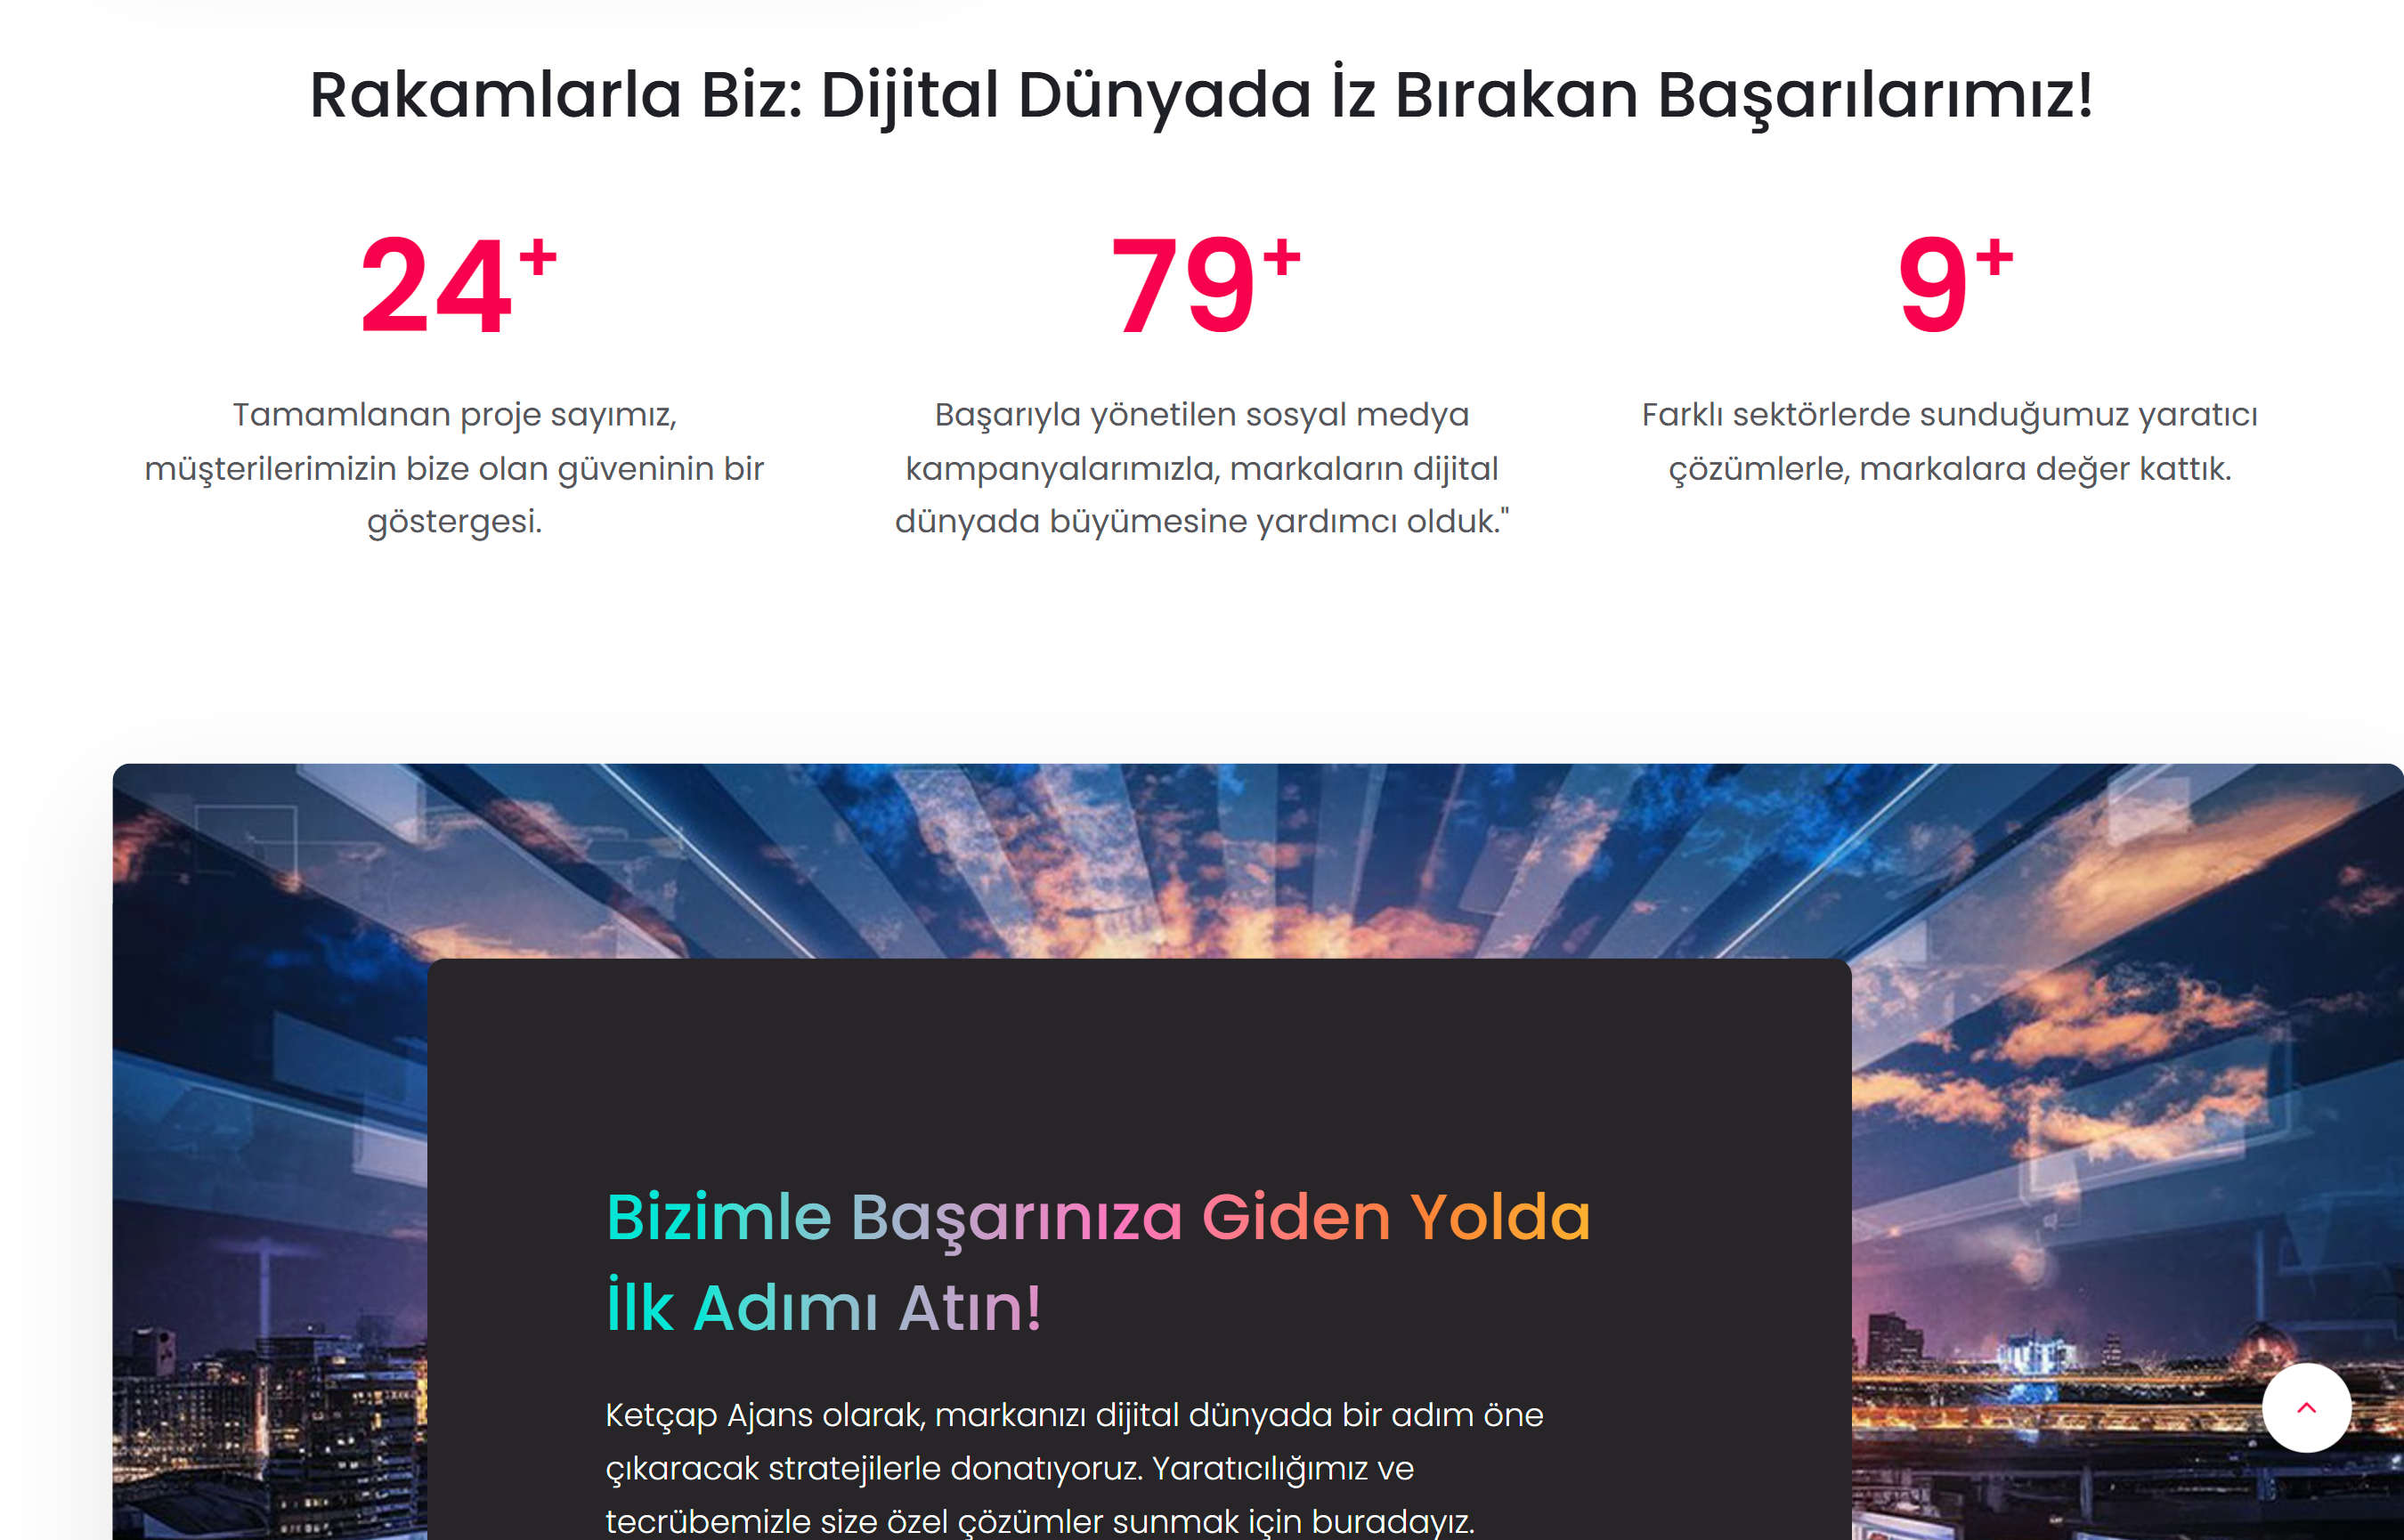 Rakamlarla Biz: Dijital Dünyada İz Bırakan Başarılarımız!
24+
Tamamlanan proje sayımız,
müşterilerimizin bize olan güveninin bir
göstergesi.
79+
Başarıyla yönetilen sosyal medya
kampanyalarımızla, markaların dijital
dünyada büyümesine yardımcı olduk."
9+
Farklı sektörlerde sunduğumuz yaratıcı
çözümlerle, markalara değer kattık.
Bizimle Başarınıza Giden Yolda
İlk Adımı Atın!
Ketçap Ajans olarak, markanızı dijital dünyada bir adım öne
çıkaracak stratejilerle donatıyoruz. Yaratıcılığımız ve
tecrübemizle size özel çözümler sunmak için buradayız.